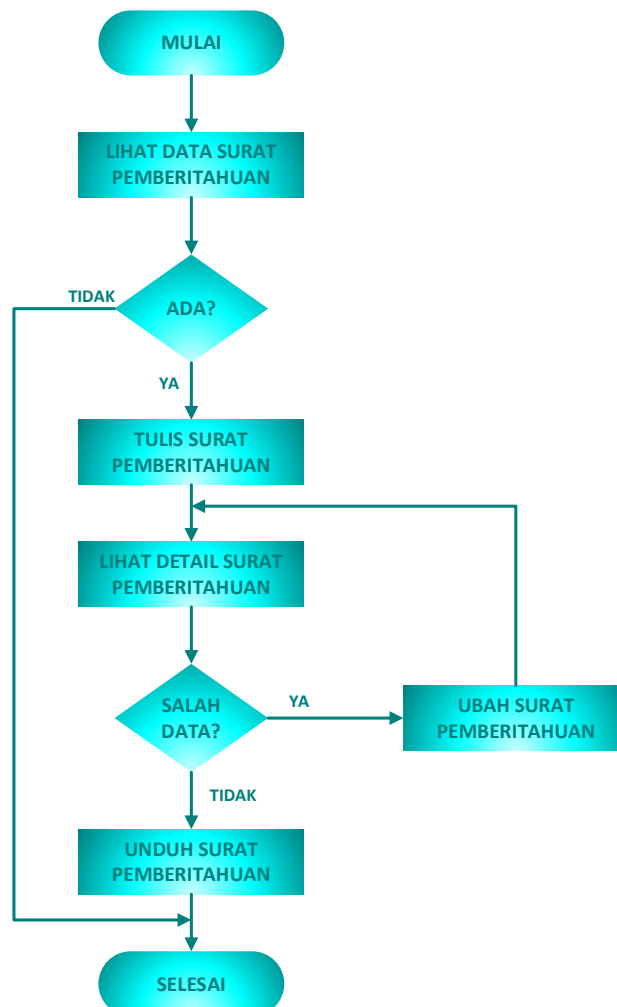 MULAI
LIHAT DATA SURAT
PEMBERITAHUAN
TIDAK
ADA?
YA
TULIS SURAT
PEMBERITAHUAN
LIHAT DETAIL SURAT
PEMBERITAHUAN
SALAH
DATA?
YA
UBAH SURAT
PEMBERITAHUAN
TIDAK
UNDUH SURAT
PEMBERITAHUAN
SELESAI